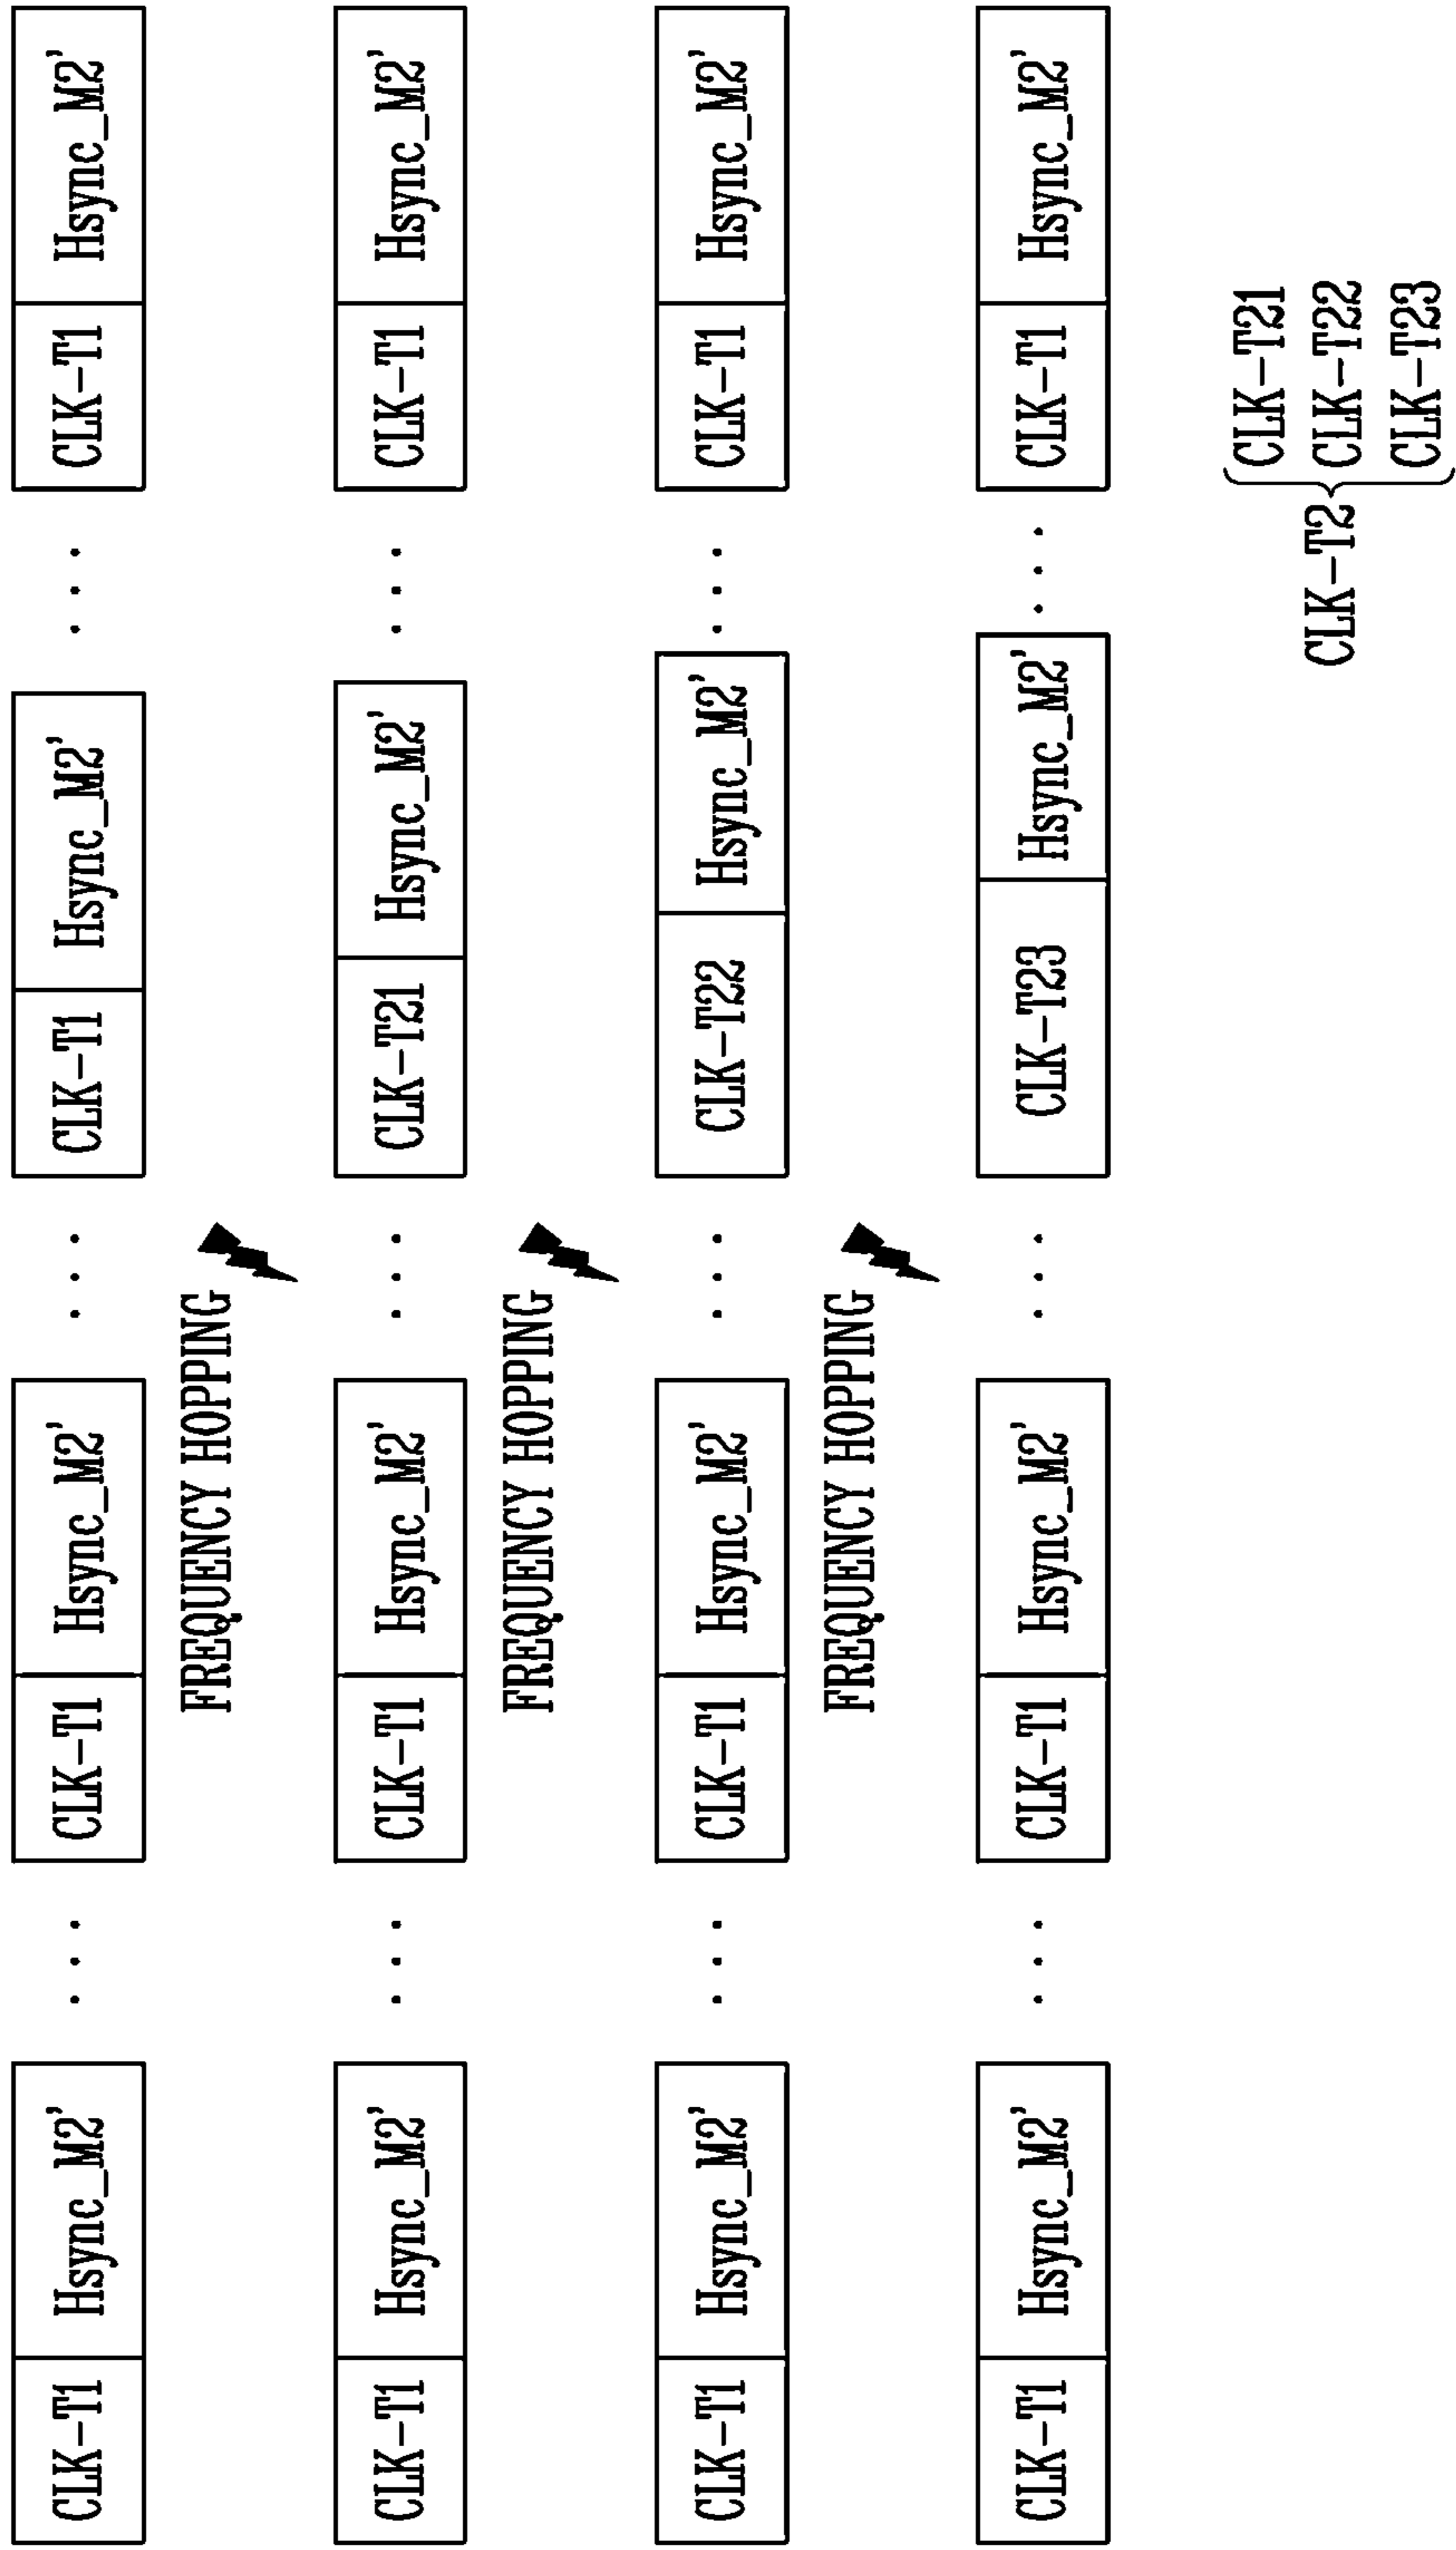 CLK-T1 Hsync_M2' ... CLK-T1 Hsync_M2' ... CLK-T1 Hsync_M2' ... CLK-T1 Hsync_M2'
FREQUENCY HOPPING
CLK-T1 Hsync_M2' ... CLK-T1 Hsync_M2' ... CLK-T21 Hsync_M2' ... CLK-T1 Hsync_M2'
FREQUENCY HOPPING
CLK-T1 Hsync_M2' ... CLK-T1 Hsync_M2' ... CLK-T22 Hsync_M2' ... CLK-T1 Hsync_M2'
FREQUENCY HOPPING
CLK-T1 Hsync_M2' ... CLK-T1 Hsync_M2' ... CLK-T23 Hsync_M2' ... CLK-T1 Hsync_M2'
CLK-T21
CLK-T2 CLK-T22
CLK-T23